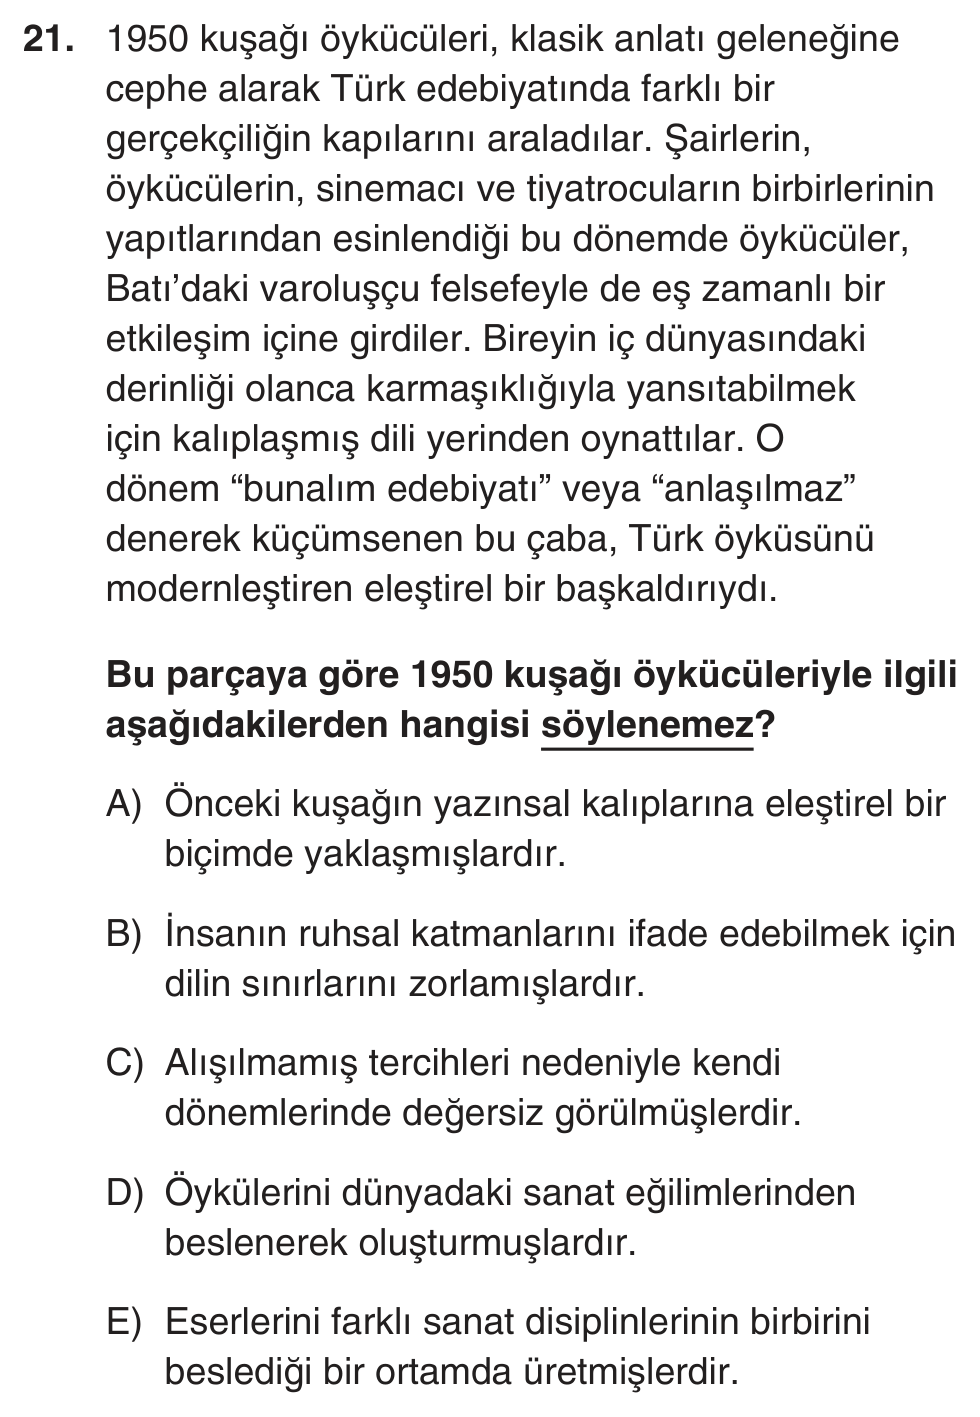 21. 1950 kuşağı öykücüleri, klasik anlatı geleneğine
cephe alarak Türk edebiyatında farklı bir
gerçekçiliğin kapılarını araladılar. Şairlerin,
öykücülerin, sinemacı ve tiyatrocuların birbirlerinin
yapıtlarından esinlendiği bu dönemde öykücüler,
Batı’daki varoluşçu felsefeyle de eş zamanlı bir
etkileşim içine girdiler. Bireyin iç dünyasındaki
derinliği olanca karmaşıklığıyla yansıtabilmek
için kalıplaşmış dili yerinden oynattılar. O
dönem “bunalım edebiyatı” veya “anlaşılmaz”
denerek küçümsenen bu çaba, Türk öyküsünü
modernleştiren eleştirel bir başkaldırıydı.
Bu parçaya göre 1950 kuşağı öykücüleriyle ilgili
aşağıdakilerden hangisi söylenemez?
A) Önceki kuşağın yazınsal kalıplarına eleştirel bir
biçimde yaklaşmışlardır.
B) İnsanın ruhsal katmanlarını ifade edebilmek için
dilin sınırlarını zorlamışlardır.
C) Alışılmamış tercihleri nedeniyle kendi
dönemlerinde değersiz görülmüşlerdir.
D) Öykülerini dünyadaki sanat eğilimlerinden
beslenerek oluşturmuşlardır.
E) Eserlerini farklı sanat disiplinlerinin birbirini
beslediği bir ortamda üretmişlerdir.